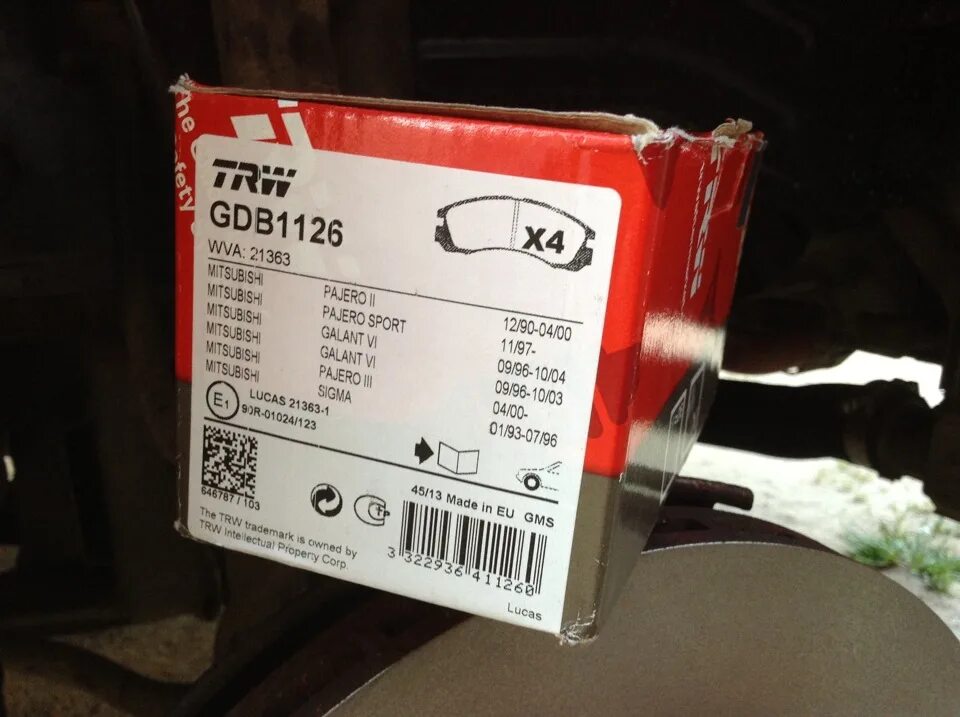 The
Safety
TRW
GDB1126
X4
WVA: 21363
MITSUBISHI PAJERO II 12/90-04/00
MITSUBISHI PAJERO SPORT 11/97-
MITSUBISHI GALANT VI 09/96-10/04
MITSUBISHI GALANT VI 09/96-10/03
MITSUBISHI PAJERO III 04/00-
MITSUBISHI SIGMA 01/93-07/96
E1
LUCAS 21363-1
90R-01024/123
646787 / 103
45/13 Made in EU GMS
The TRW trademark is owned by
TRW Intellectual Property Corp.
3 322936 411260
Lucas